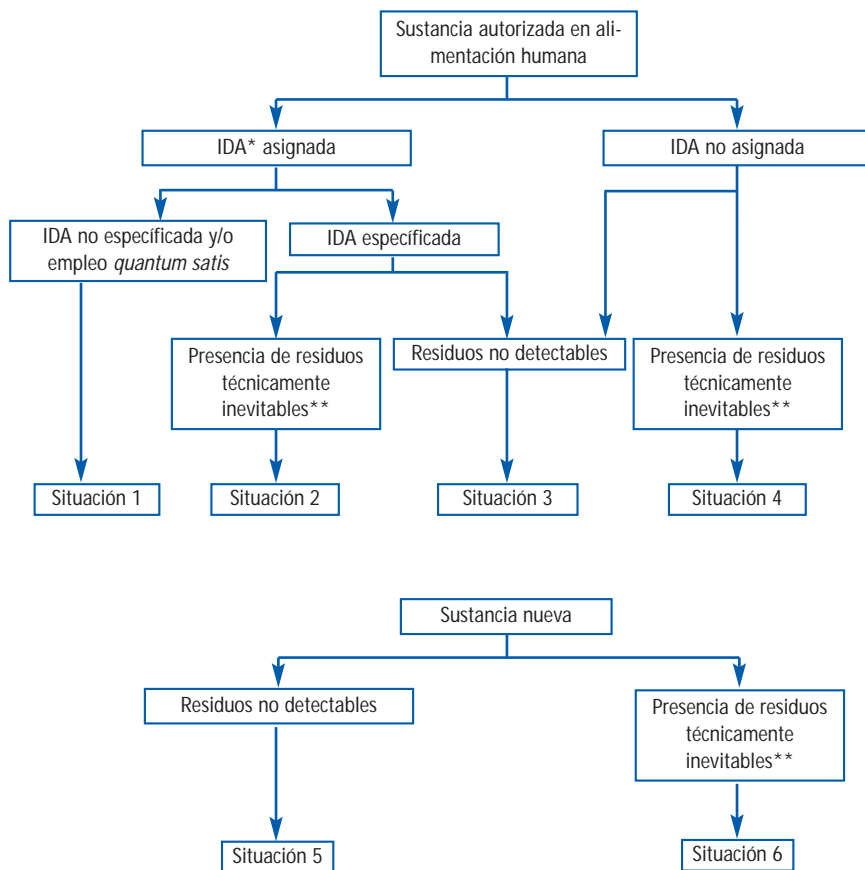 Sustancia autorizada en ali-
mentación humana
IDA* asignada
IDA no asignada
IDA no específicada y/o
empleo quantum satis
IDA específicada
Presencia de residuos
técnicamente
inevitables**
Residuos no detectables
Presencia de residuos
técnicamente
inevitables**
Situación 1
Situación 2
Situación 3
Situación 4
Sustancia nueva
Residuos no detectables
Presencia de residuos
técnicamente
inevitables**
Situación 5
Situación 6